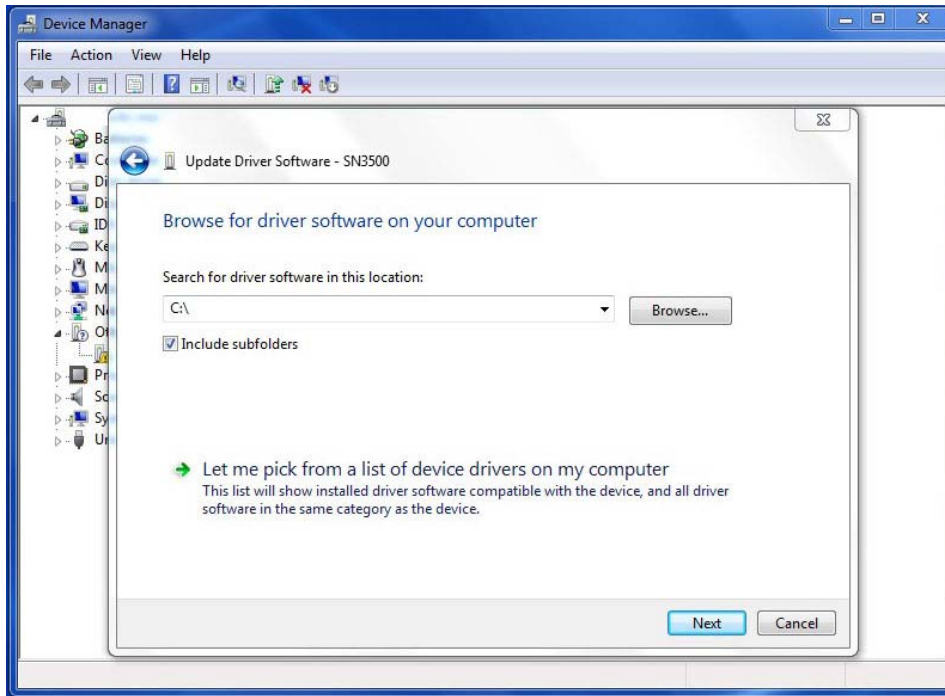 Device Manager
File Action View Help
Update Driver Software - SN3500
Browse for driver software on your computer
Search for driver software in this location:
C:\
Browse...
Include subfolders
Let me pick from a list of device drivers on my computer
This list will show installed driver software compatible with the device, and all driver
software in the same category as the device.
Next Cancel